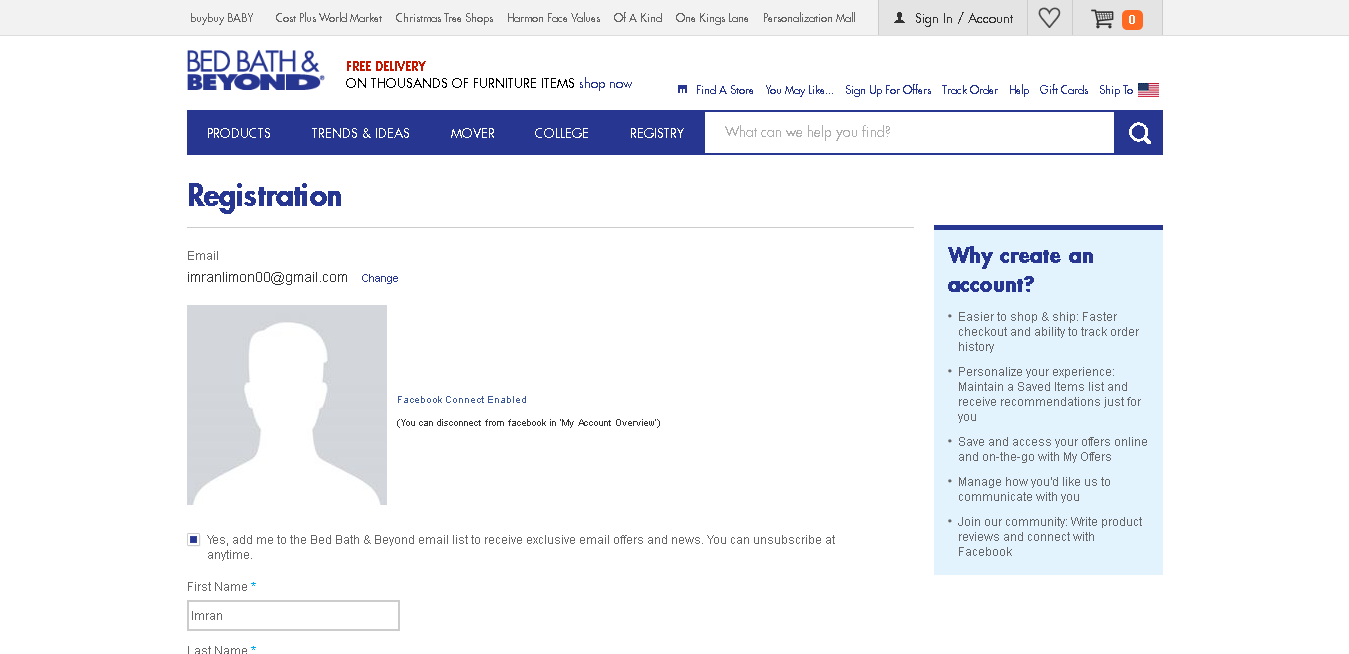 buybuy BABY Cost Plus World Market Christmas Tree Shops Harmon Face Values Of A Kind One Kings Lane Personalization Mall Sign In / Account 0
BED BATH &
BEYOND®
FREE DELIVERY
ON THOUSANDS OF FURNITURE ITEMS shop now
Find A Store You May Like... Sign Up For Offers Track Order Help Gift Cards Ship To
PRODUCTS TRENDS & IDEAS MOVER COLLEGE REGISTRY What can we help you find?
Registration
Email
imranlimon00@gmail.com Change
Facebook Connect Enabled
(You can disconnect from facebook in 'My Account Overview')
Yes, add me to the Bed Bath & Beyond email list to receive exclusive email offers and news. You can unsubscribe at
anytime.
First Name *
Imran
Last Name *
Why create an
account?
• Easier to shop & ship: Faster
checkout and ability to track order
history
• Personalize your experience:
Maintain a Saved Items list and
receive recommendations just for
you
• Save and access your offers online
and on-the-go with My Offers
• Manage how you'd like us to
communicate with you
• Join our community: Write product
reviews and connect with
Facebook